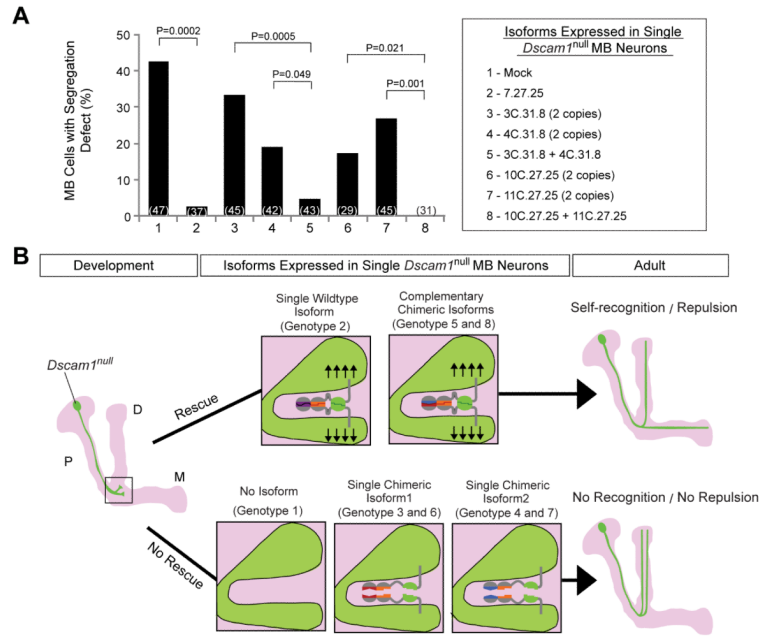 A
P=0.0002
P=0.0005
P=0.021
P=0.049
P=0.001
MB Cells with Segregation
Defect (%)
50
40
30
20
10
0
(47) (37) (45) (42) (43) (29) (45) (31)
1 2 3 4 5 6 7 8
Isoforms Expressed in Single
Dscam1null MB Neurons
1 - Mock
2 - 7.27.25
3 - 3C.31.8 (2 copies)
4 - 4C.31.8 (2 copies)
5 - 3C.31.8 + 4C.31.8
6 - 10C.27.25 (2 copies)
7 - 11C.27.25 (2 copies)
8 - 10C.27.25 + 11C.27.25
B
Development
Isoforms Expressed in Single Dscam1null MB Neurons
Adult
Single Wildtype
Isoform
(Genotype 2)
Complementary
Chimeric Isoforms
(Genotype 5 and 8)
Self-recognition / Repulsion
Dscam1null
D
P
M
Rescue
No Rescue
No Isoform
(Genotype 1)
Single Chimeric
Isoform1
(Genotype 3 and 6)
Single Chimeric
Isoform2
(Genotype 4 and 7)
No Recognition / No Repulsion